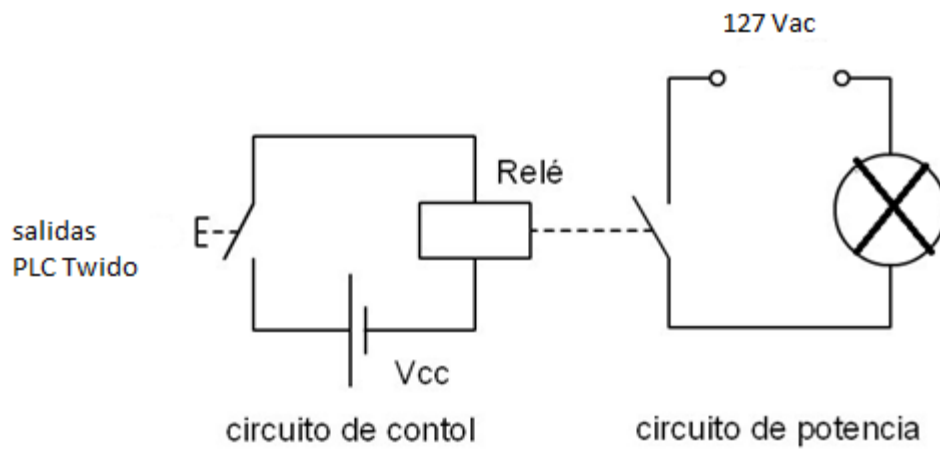 127 Vac
Relé
salidas
PLC Twido
Vcc
circuito de contol
circuito de potencia